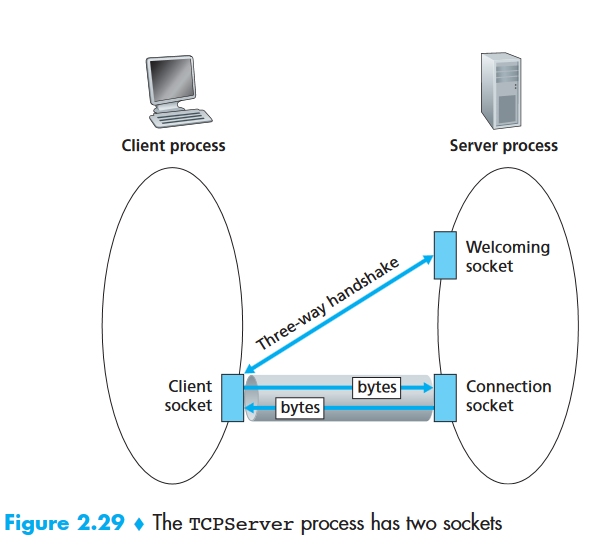 Client process
Server process
Welcoming
socket
Three-way handshake
Client
socket
bytes
bytes
Connection
socket
Figure 2.29 ♦ The TCPServer process has two sockets